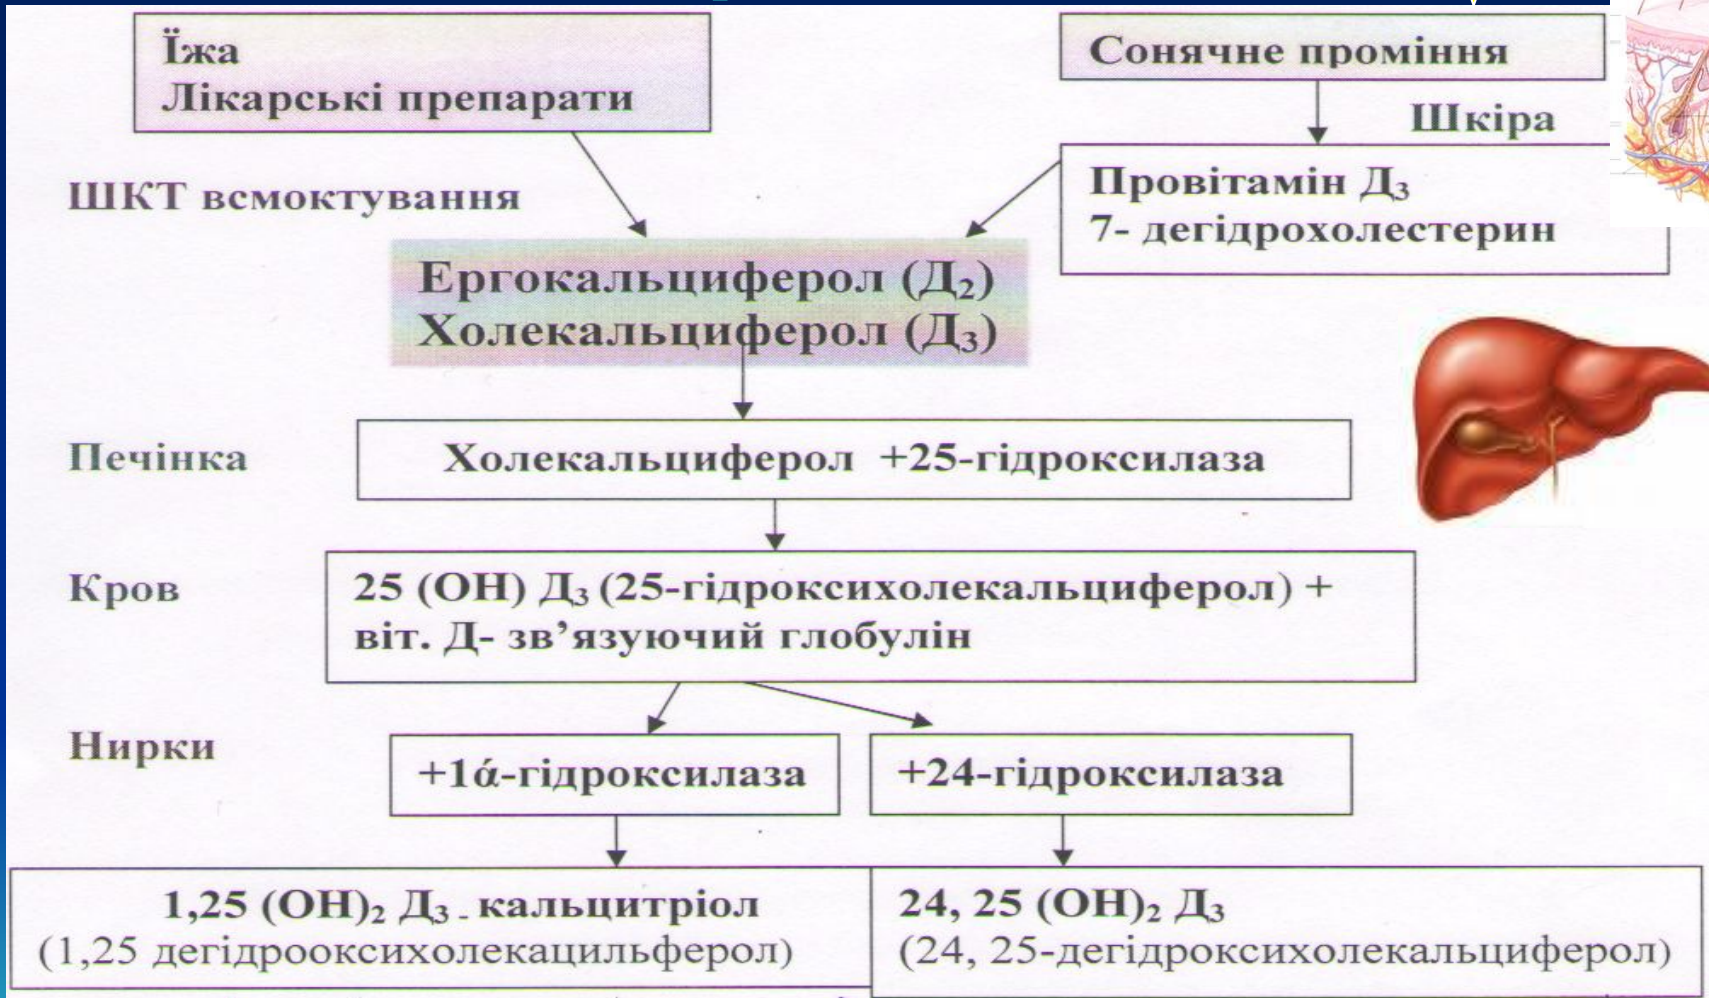 Їжа
Лікарські препарати
Сонячне проміння
Шкіра
Провітамін Д₃
7- дегідрохолестерин
ШКТ всмоктування
Ергокальциферол (Д₂)
Холекальциферол (Д₃)
Печінка
Холекальциферол +25-гідроксилаза
Кров
25 (ОН) Д₃ (25-гідроксихолекальциферол) +
віт. Д- зв’язуючий глобулін
Нирки
+1ά-гідроксилаза
+24-гідроксилаза
1,25 (ОН)₂ Д₃ - кальцитріол
(1,25 дегідрооксихолекацильферол)
24, 25 (ОН)₂ Д₃
(24, 25-дегідроксихолекальциферол)